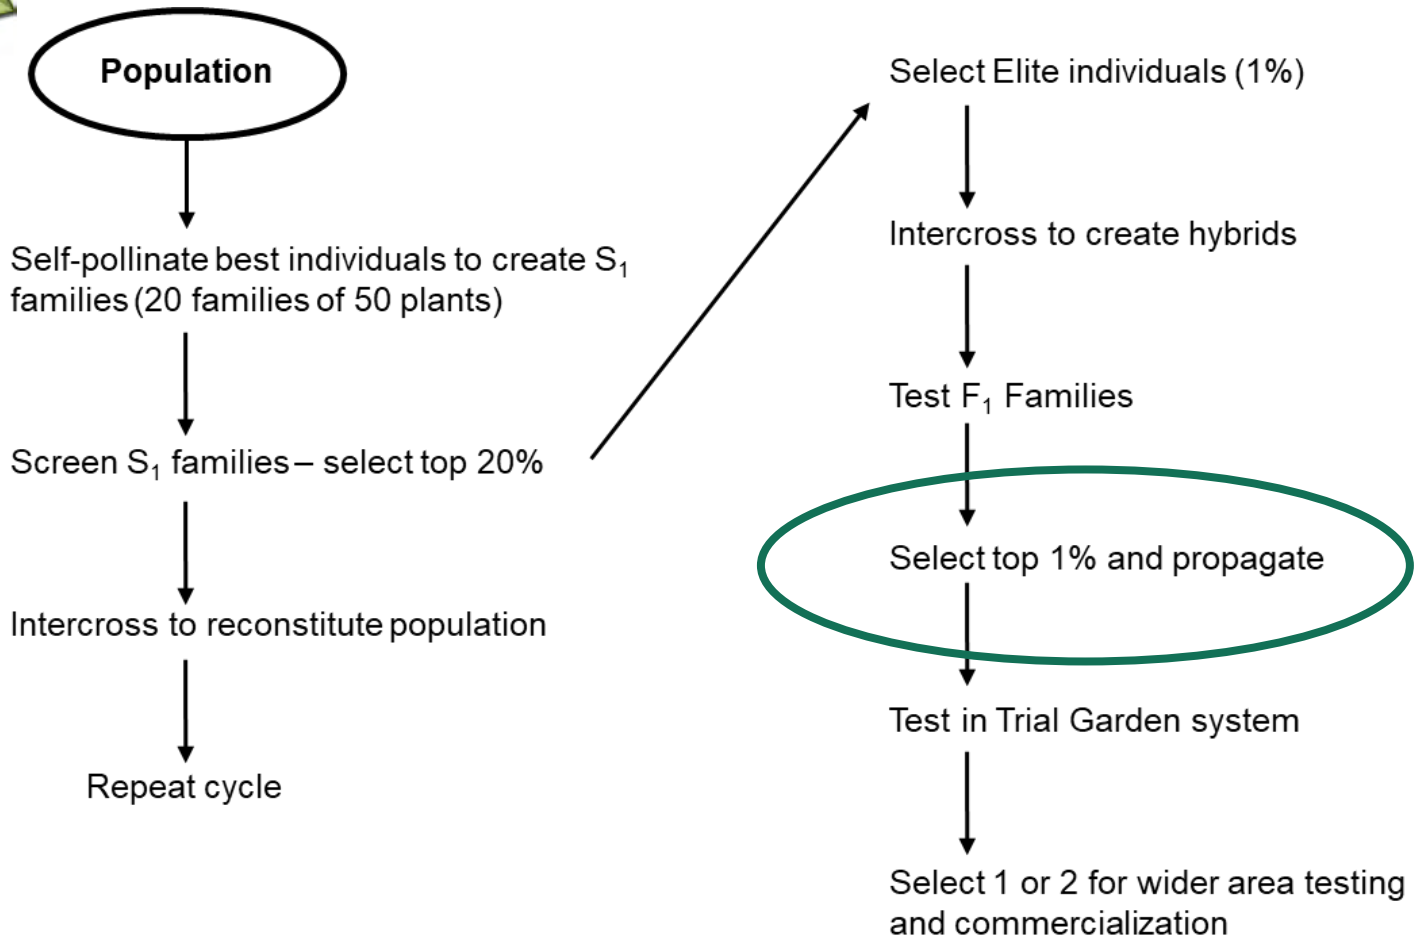 Population
Self-pollinate best individuals to create S₁
families (20 families of 50 plants)
Screen S₁ families – select top 20%
Intercross to reconstitute population
Repeat cycle
Select Elite individuals (1%)
Intercross to create hybrids
Test F₁ Families
Select top 1% and propagate
Test in Trial Garden system
Select 1 or 2 for wider area testing
and commercialization